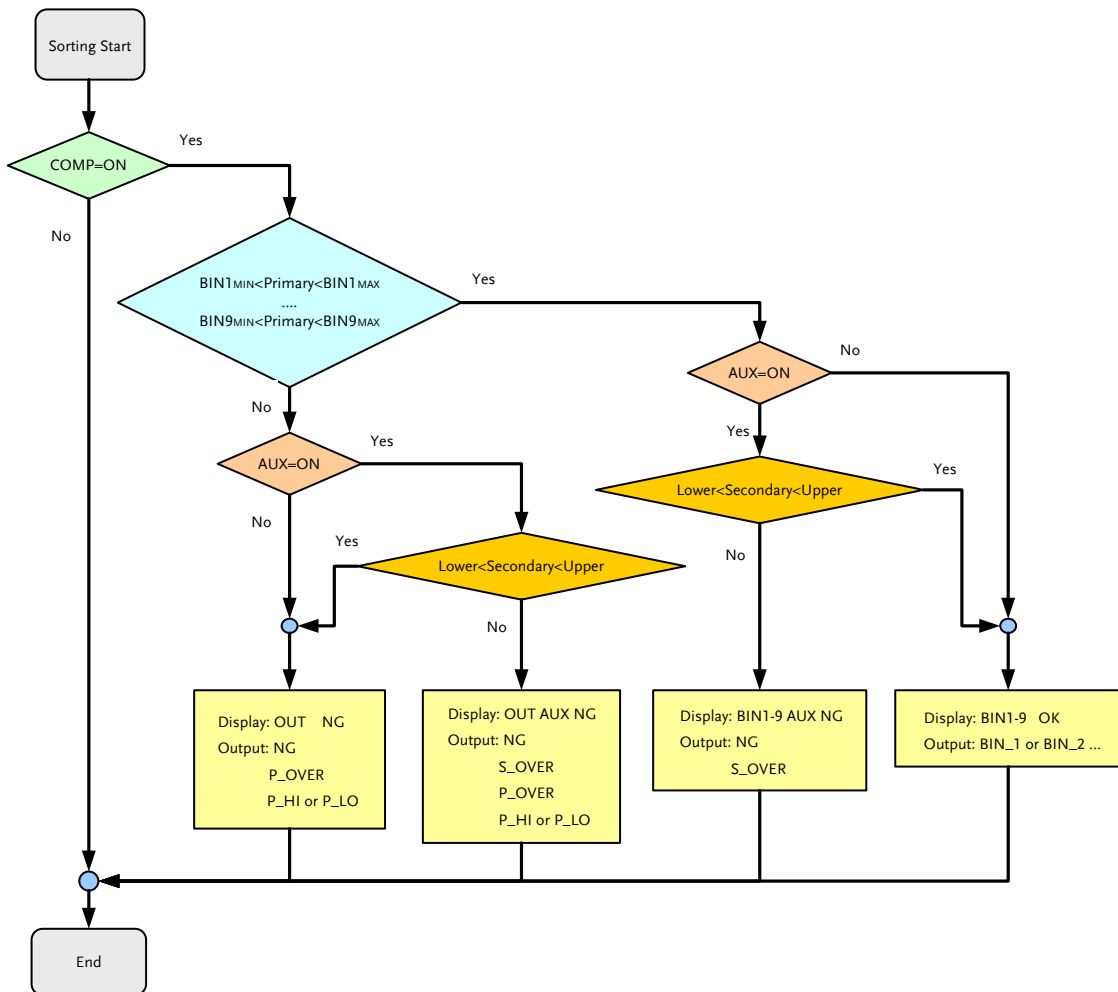 Sorting Start
Yes
COMP=ON
No
BIN1MIN<Primary<BIN1MAX
....
BIN9MIN<Primary<BIN9MAX
Yes
AUX=ON
No
No
AUX=ON
Yes
Yes
Lower<Secondary<Upper
Yes
No
Yes
Lower<Secondary<Upper
No
No
Display: OUT NG
Output: NG
P_OVER
P_HI or P_LO
Display: OUT AUX NG
Output: NG
S_OVER
P_OVER
P_HI or P_LO
Display: BIN1-9 AUX NG
Output: NG
S_OVER
Display: BIN1-9 OK
Output: BIN_1 or BIN_2 ...
End